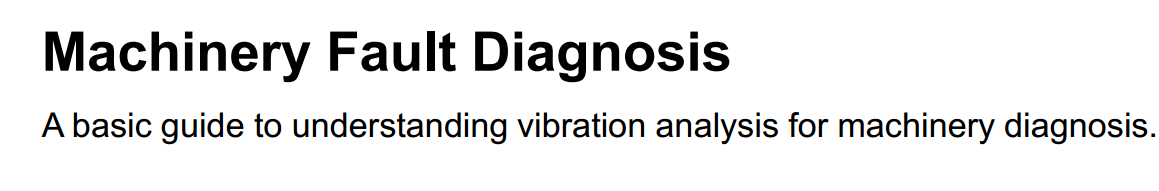 Machinery Fault Diagnosis
A basic guide to understanding vibration analysis for machinery diagnosis.